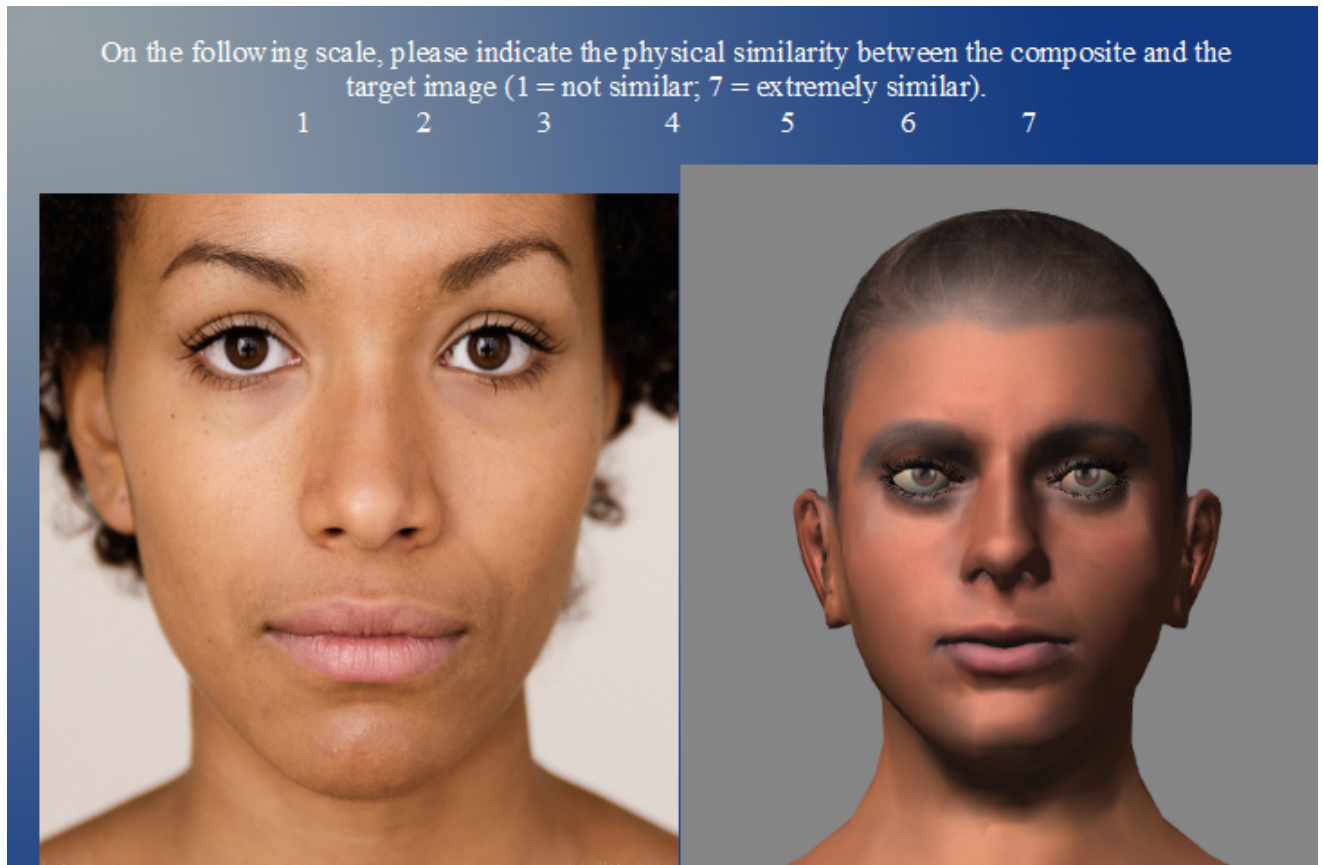 On the following scale, please indicate the physical similarity between the composite and the
target image (1 = not similar; 7 = extremely similar).
1 2 3 4 5 6 7